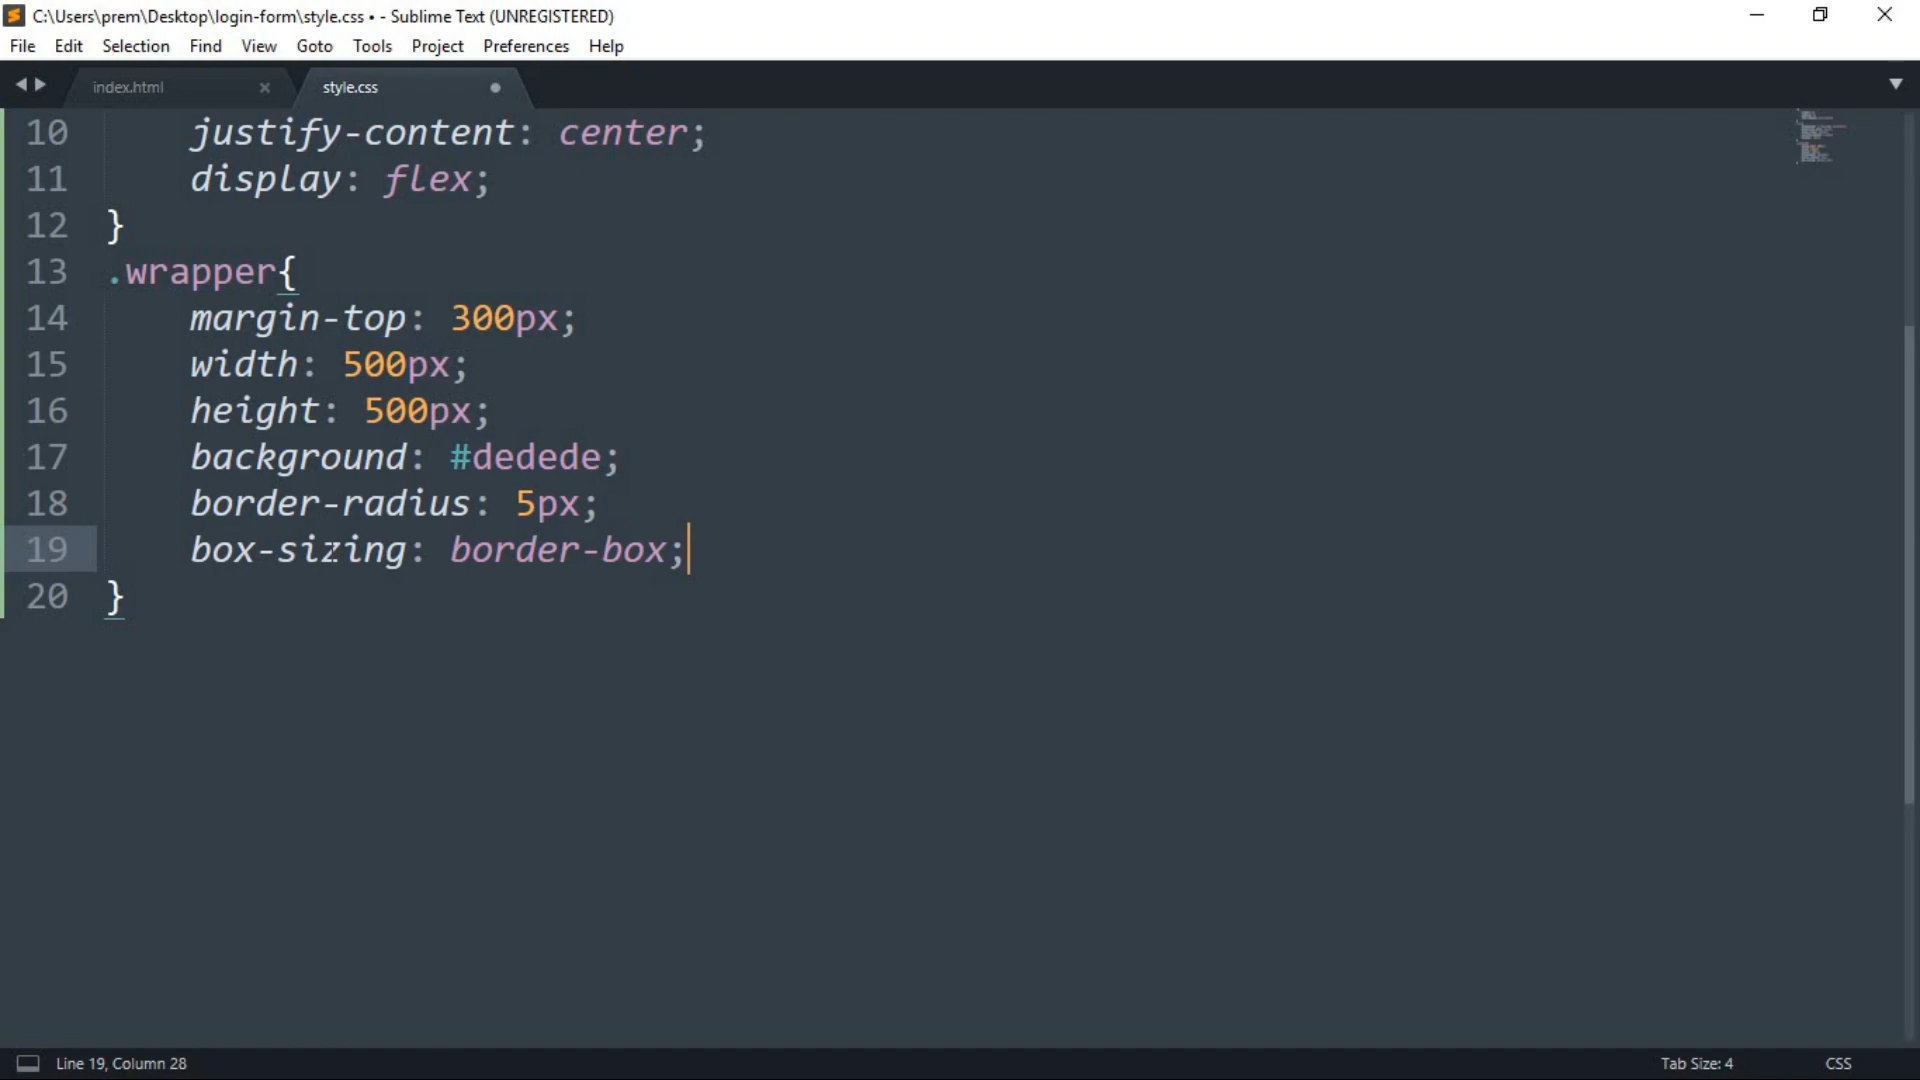 C:\Users\prem\Desktop\login-form\style.css • - Sublime Text (UNREGISTERED)
File Edit Selection Find View Goto Tools Project Preferences Help
index.html style.css
10 justify-content: center;
11 display: flex;
12 }
13 .wrapper{
14 margin-top: 300px;
15 width: 500px;
16 height: 500px;
17 background: #dedede;
18 border-radius: 5px;
19 box-sizing: border-box;
20 }
Line 19, Column 28 Tab Size: 4 CSS